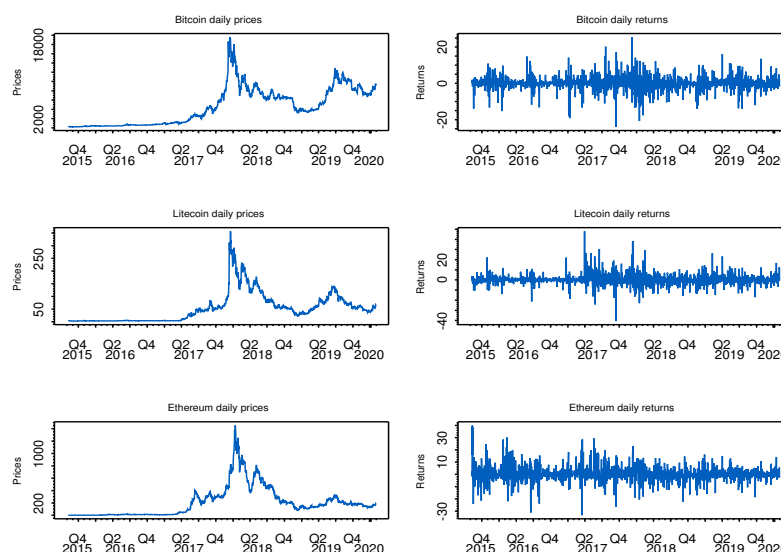 Bitcoin daily prices
Prices
18000
2000
Q4 Q2 Q4 Q2 Q4 Q2 Q4 Q2 Q4
2015 2016 2017 2018 2019 2020
Bitcoin daily returns
Returns
20
0
-20
Q4 Q2 Q4 Q2 Q4 Q2 Q4 Q2 Q4
2015 2016 2017 2018 2019 2020
Litecoin daily prices
Prices
250
50
Q4 Q2 Q4 Q2 Q4 Q2 Q4 Q2 Q4
2015 2016 2017 2018 2019 2020
Litecoin daily returns
Returns
20
0
-40
Q4 Q2 Q4 Q2 Q4 Q2 Q4 Q2 Q4
2015 2016 2017 2018 2019 2020
Ethereum daily prices
Prices
1000
200
Q4 Q2 Q4 Q2 Q4 Q2 Q4 Q2 Q4
2015 2016 2017 2018 2019 2020
Ethereum daily returns
Returns
30
10
-30
Q4 Q2 Q4 Q2 Q4 Q2 Q4 Q2 Q4
2015 2016 2017 2018 2019 2020